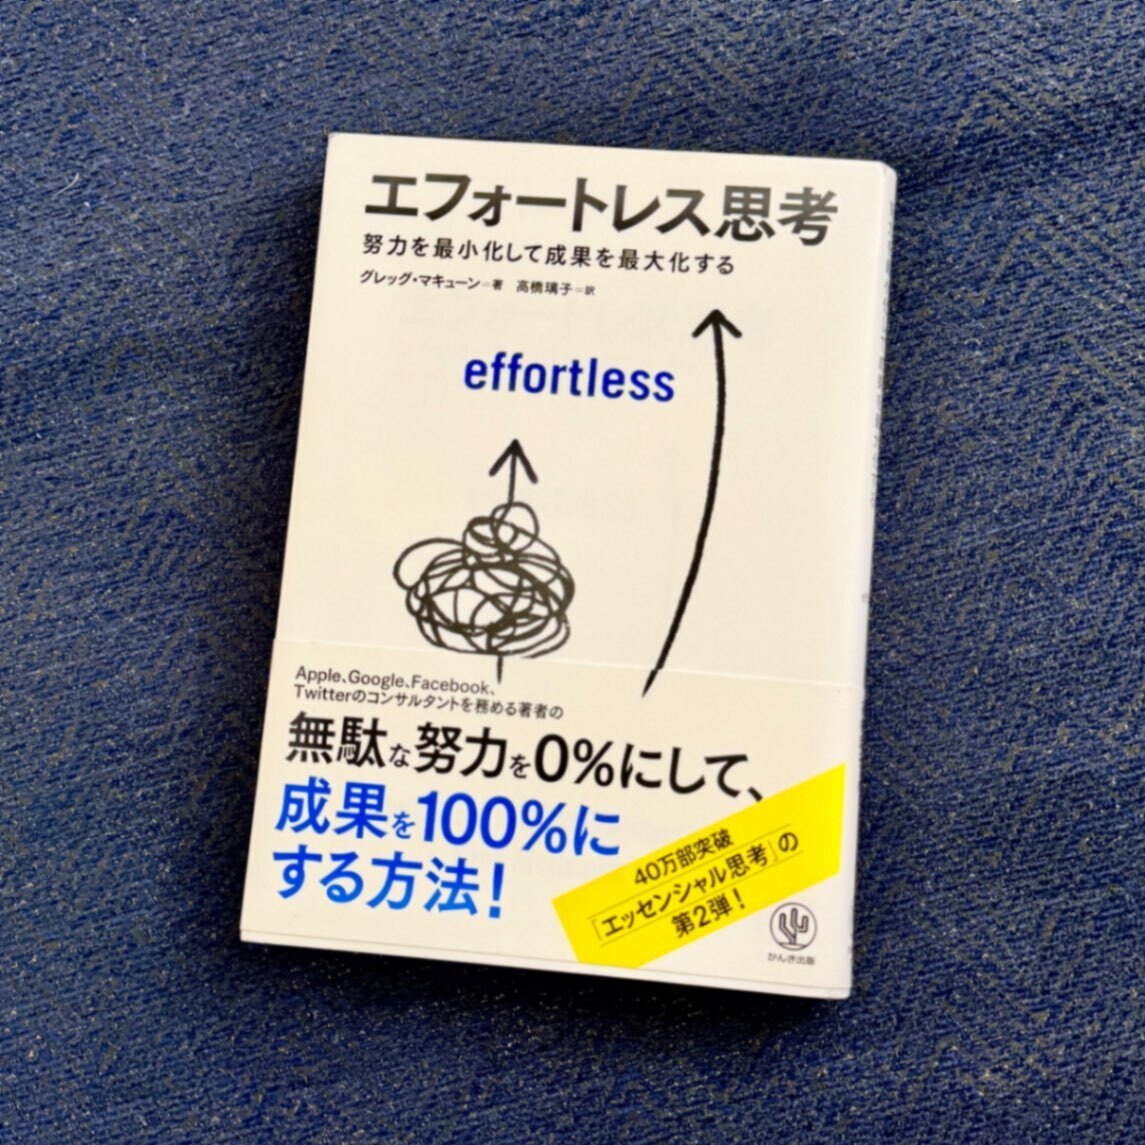 エフォートレス思考
努力を最小化して成果を最大化する
グレッグ・マキューン=著 高橋璃子=訳
effortless
Apple、Google、Facebook、
Twitterのコンサルタントを務める著者の
無駄な努力を0%にして、
成果を100%に
する方法!
40万部突破
「エッセンシャル思考」の
第2弾!
かんき出版